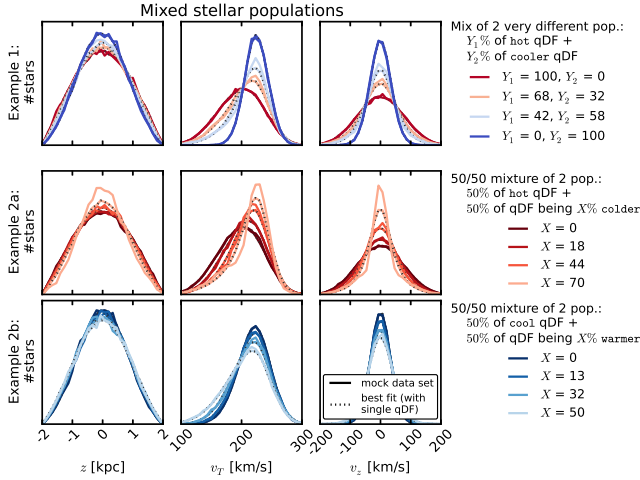 Mixed stellar populations
Example 1:
#stars
Mix of 2 very different pop.:
Y₁% of hot qDF +
Y₂% of cooler qDF
Y₁ = 100, Y₂ = 0
Y₁ = 68, Y₂ = 32
Y₁ = 42, Y₂ = 58
Y₁ = 0, Y₂ = 100
Example 2a:
#stars
50/50 mixture of 2 pop.:
50% of hot qDF +
50% of qDF being X% colder
X = 0
X = 18
X = 44
X = 70
Example 2b:
#stars
50/50 mixture of 2 pop.:
50% of cool qDF +
50% of qDF being X% warmer
X = 0
X = 13
X = 32
X = 50
mock data set
best fit (with
single qDF)
-2 -1 0 1 2
100 200 300
-200 -100 0 100 200
z [kpc]
v_T [km/s]
v_z [km/s]